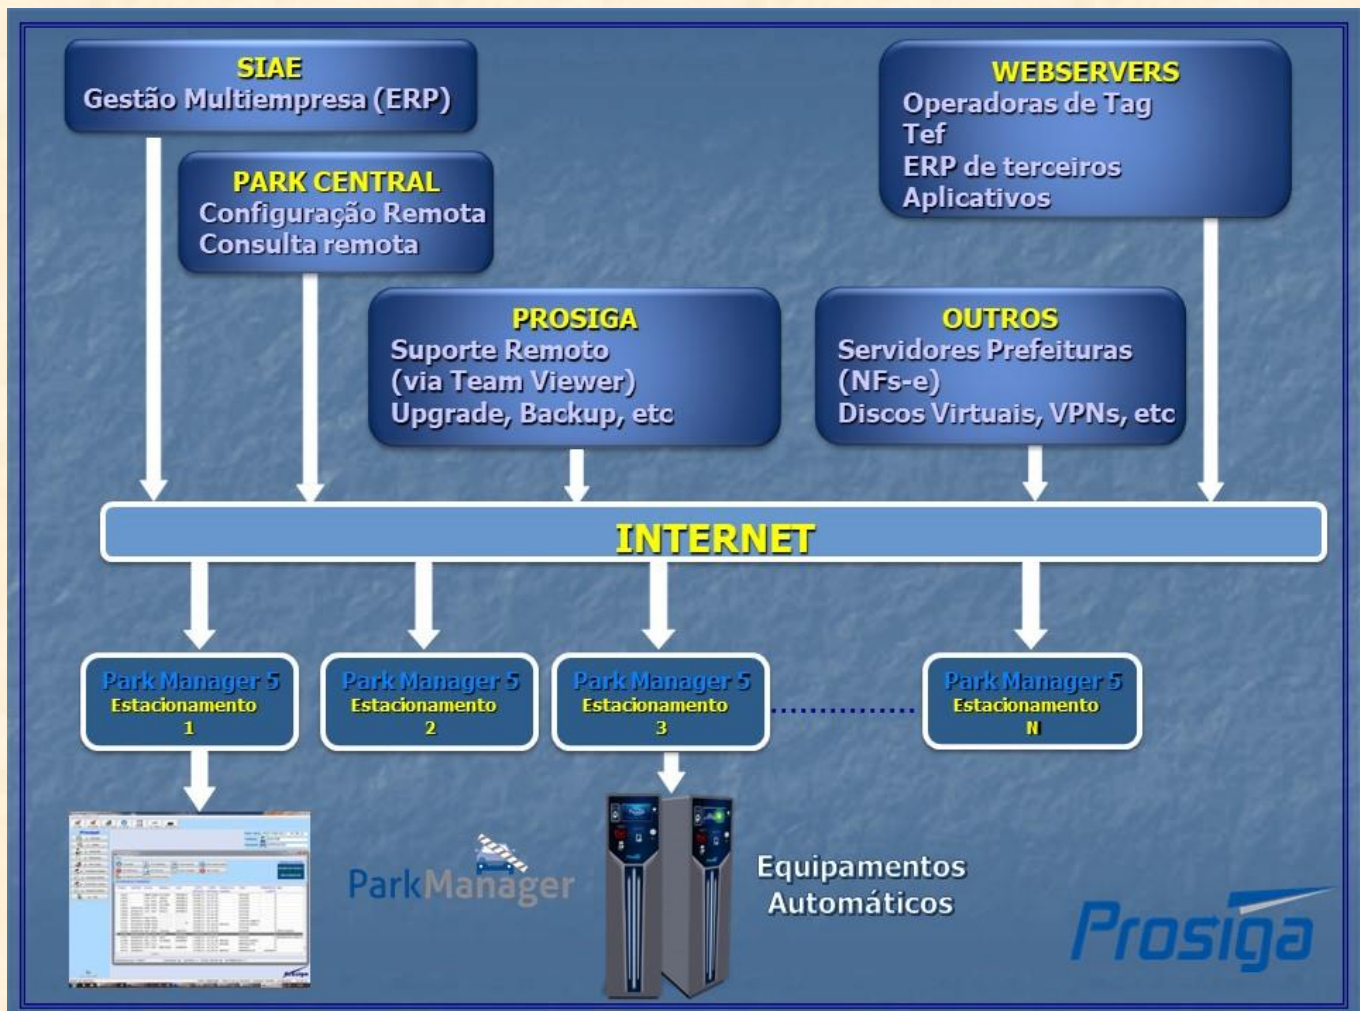 SIAE
Gestão Multiempresa (ERP)
WEBSERVERS
Operadoras de Tag
Tef
ERP de terceiros
Aplicativos
PARK CENTRAL
Configuração Remota
Consulta remota
PROSIGA
Suporte Remoto
(via Team Viewer)
Upgrade, Backup, etc
OUTROS
Servidores Prefeituras
(NFs-e)
Discos Virtuais, VPNs, etc
INTERNET
Park Manager 5
Estacionamento
1
Park Manager 5
Estacionamento
2
Park Manager 5
Estacionamento
3
Park Manager 5
Estacionamento
N
ParkManager
Equipamentos
Automáticos
Prosiga